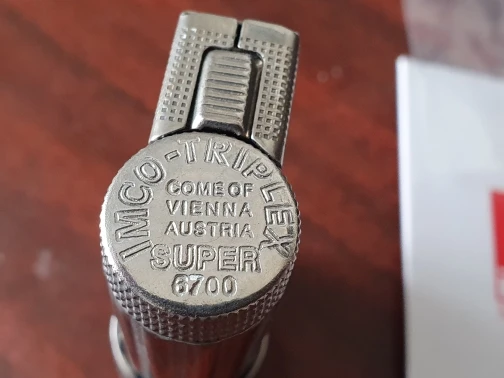 IMCO-TRIPLEX
COME OF
VIENNA
AUSTRIA
SUPER
6700